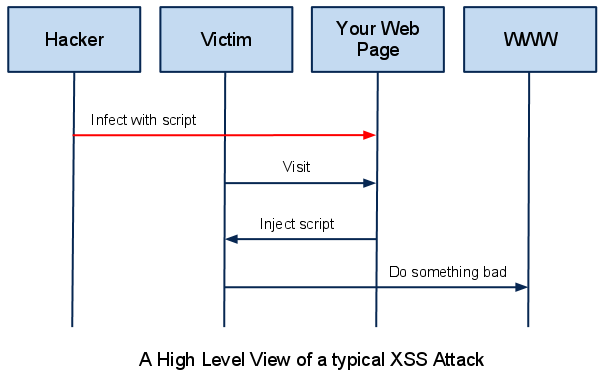 Hacker
Victim
Your Web
Page
WWW
Infect with script
Visit
Inject script
Do something bad
A High Level View of a typical XSS Attack